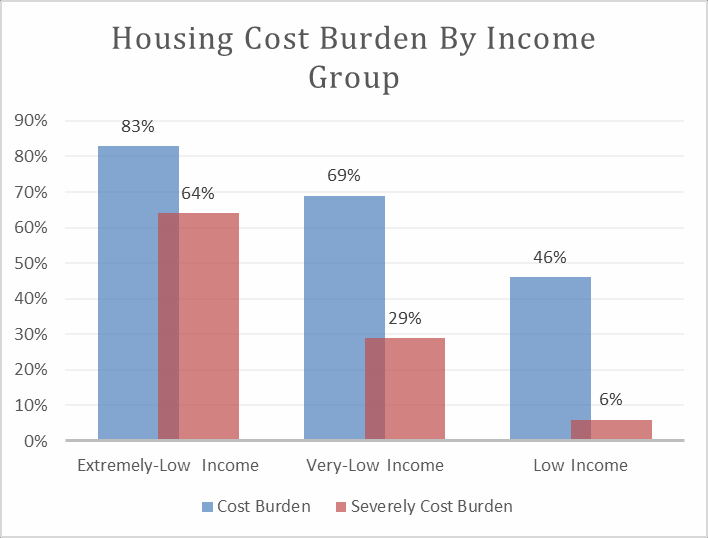 Housing Cost Burden By Income
Group
90%
80%
70%
60%
50%
40%
30%
20%
10%
0%
83%
64%
69%
29%
46%
6%
Extremely-Low Income
Very-Low Income
Low Income
Cost Burden
Severely Cost Burden